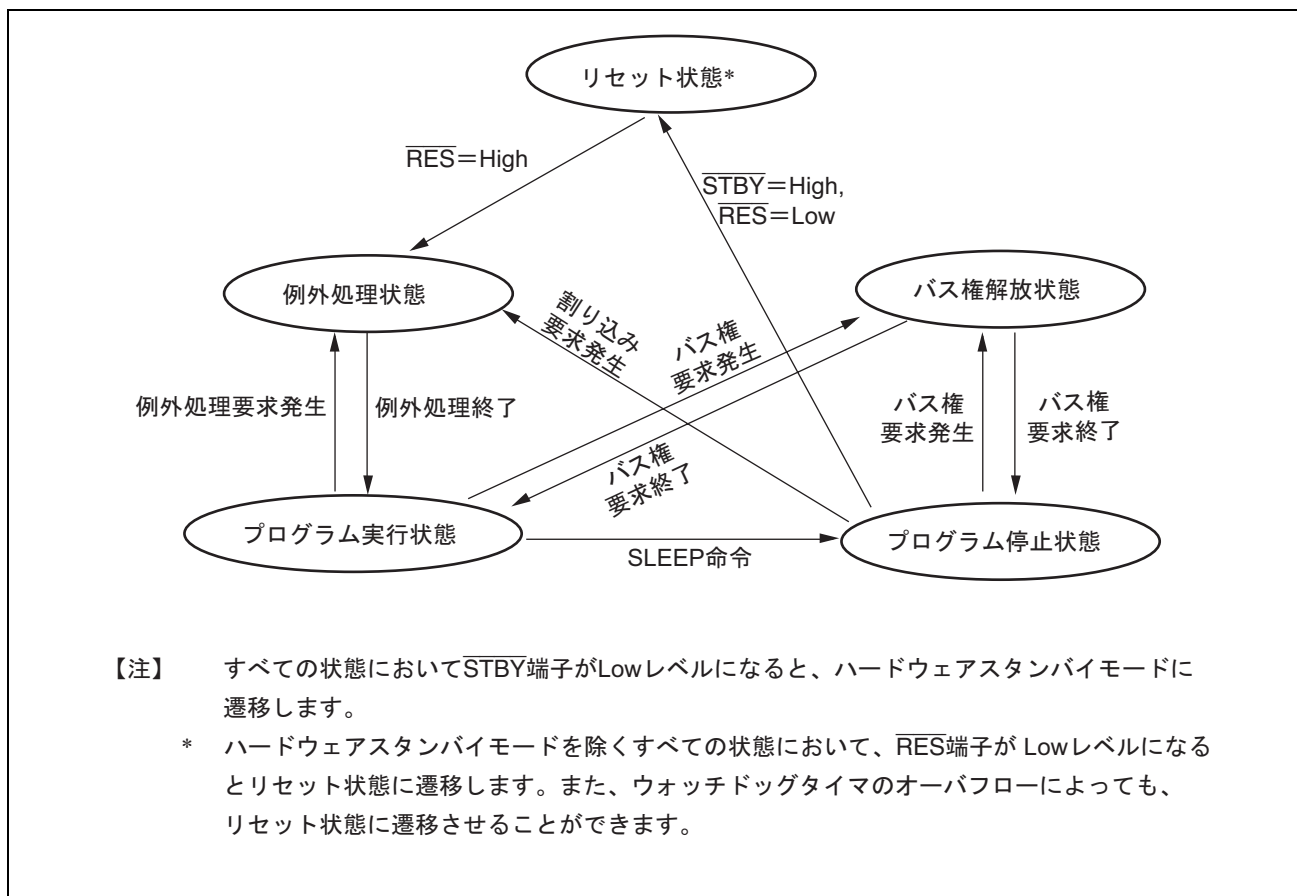 リセット状態*
R̅E̅S̅=High
S̅T̅B̅Y̅=High,
R̅E̅S̅=Low
例外処理状態
バス権解放状態
割り込み
要求発生
バス権
要求発生
例外処理要求発生
例外処理終了
バス権
要求発生
バス権
要求終了
バス権
要求終了
プログラム実行状態
プログラム停止状態
SLEEP命令
【注】 すべての状態においてS̅T̅B̅Y̅端子がLowレベルになると、ハードウェアスタンバイモードに
遷移します。
* ハードウェアスタンバイモードを除くすべての状態において、R̅E̅S̅端子が Lowレベルになる
とリセット状態に遷移します。また、ウォッチドッグタイマのオーバフローによっても、
リセット状態に遷移させることができます。